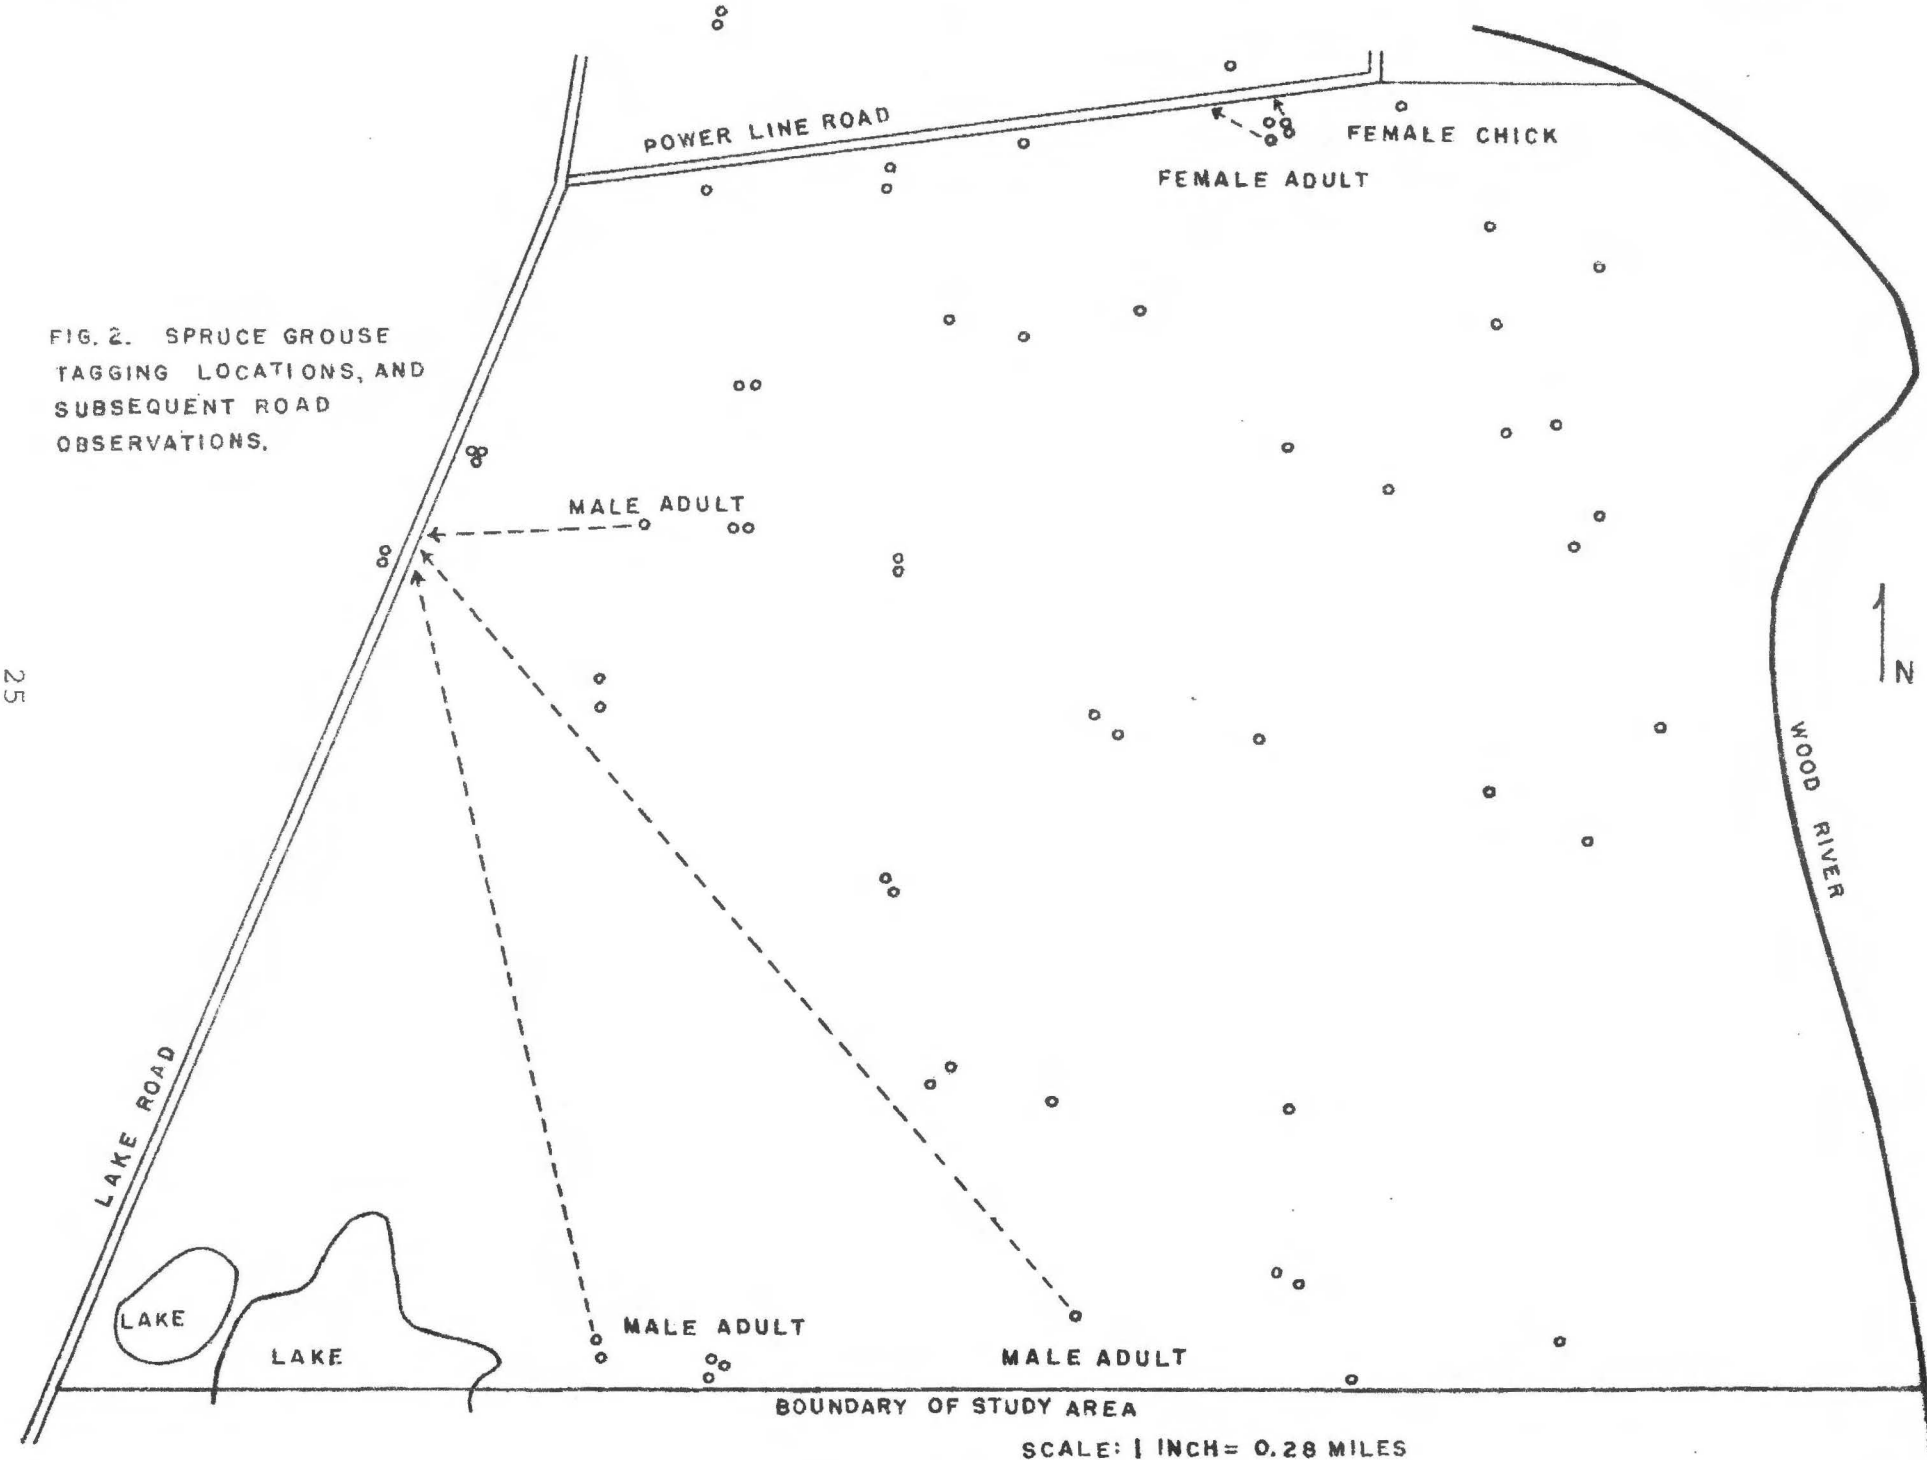 POWER LINE ROAD
FEMALE CHICK
FEMALE ADULT
FIG. 2. SPRUCE GROUSE
TAGGING LOCATIONS, AND
SUBSEQUENT ROAD
OBSERVATIONS.
MALE ADULT
N
25
WOOD RIVER
LAKE ROAD
LAKE
LAKE
MALE ADULT
MALE ADULT
BOUNDARY OF STUDY AREA
SCALE: 1 INCH = 0.28 MILES